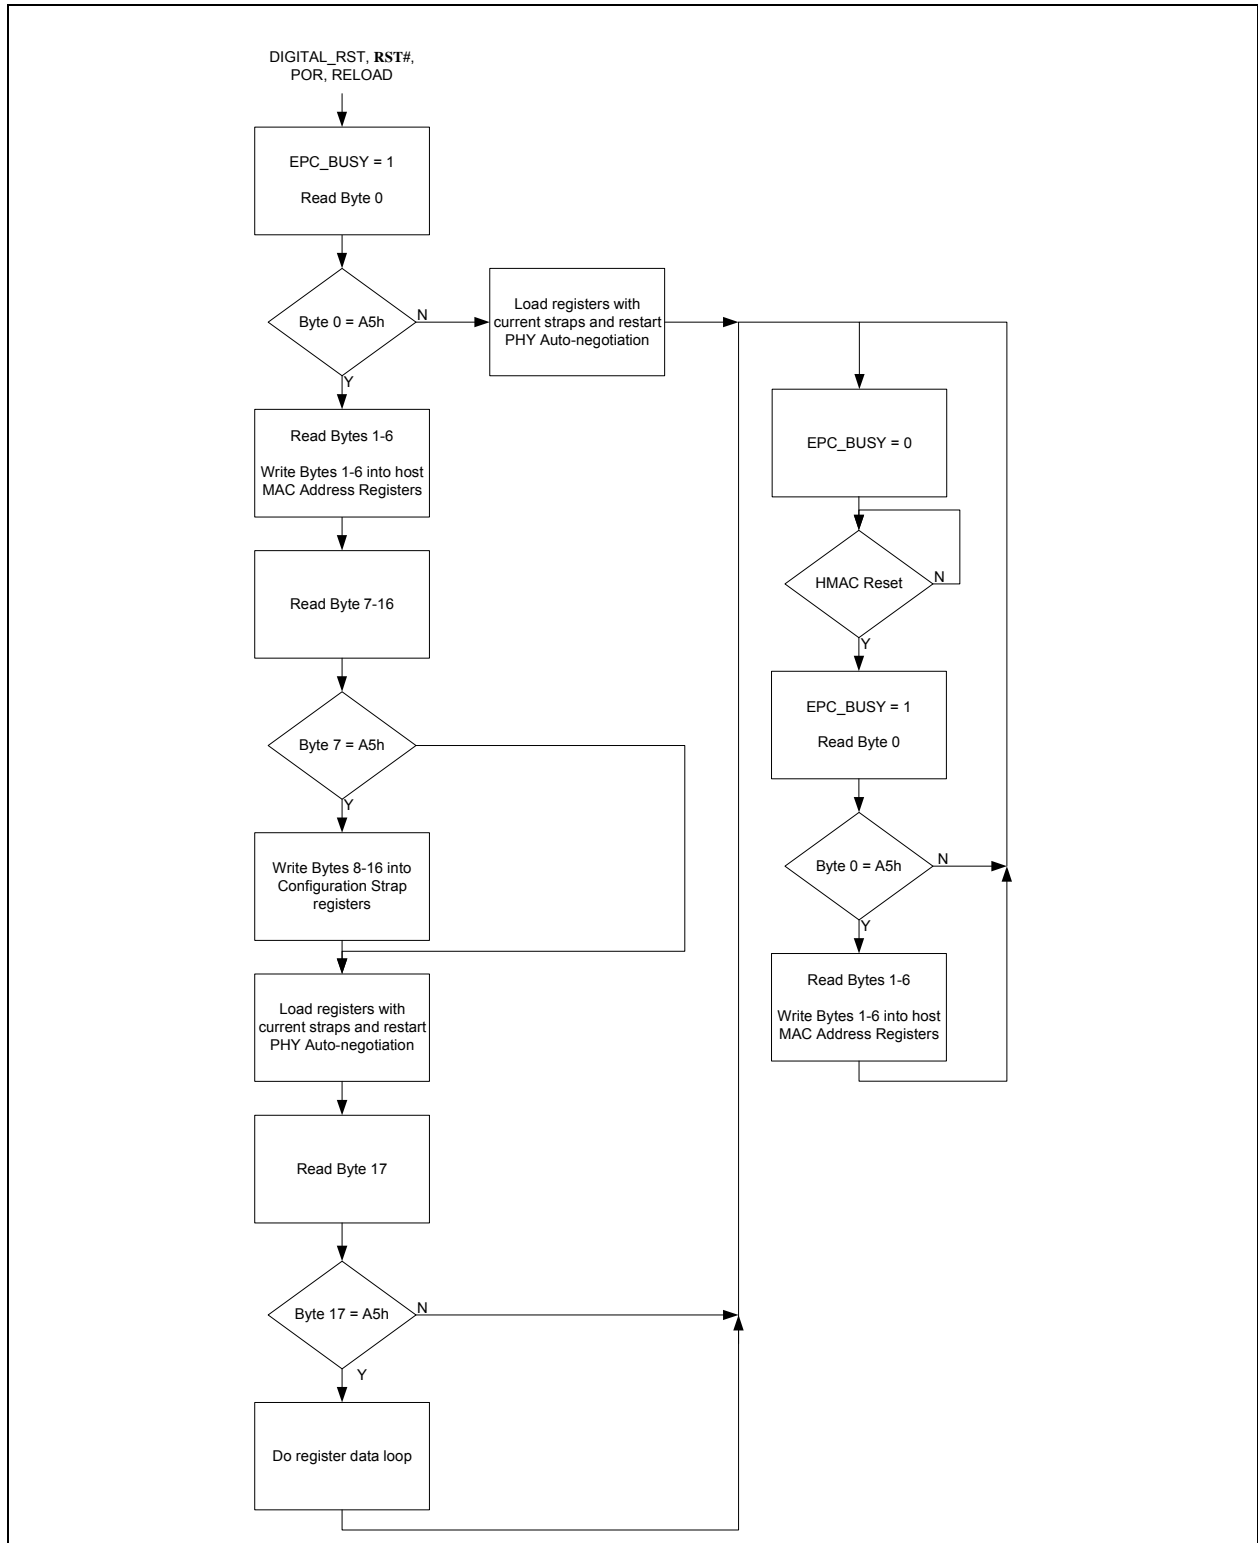 DIGITAL_RST, RST#,
POR, RELOAD
EPC_BUSY = 1
Read Byte 0
Byte 0 = A5h
N
Y
Load registers with
current straps and restart
PHY Auto-negotiation
Read Bytes 1-6
Write Bytes 1-6 into host
MAC Address Registers
Read Byte 7-16
Byte 7 = A5h
Y
Write Bytes 8-16 into
Configuration Strap
registers
Load registers with
current straps and restart
PHY Auto-negotiation
Read Byte 17
Byte 17 = A5h
N
Y
Do register data loop
EPC_BUSY = 0
HMAC Reset
N
Y
EPC_BUSY = 1
Read Byte 0
Byte 0 = A5h
N
Y
Read Bytes 1-6
Write Bytes 1-6 into host
MAC Address Registers